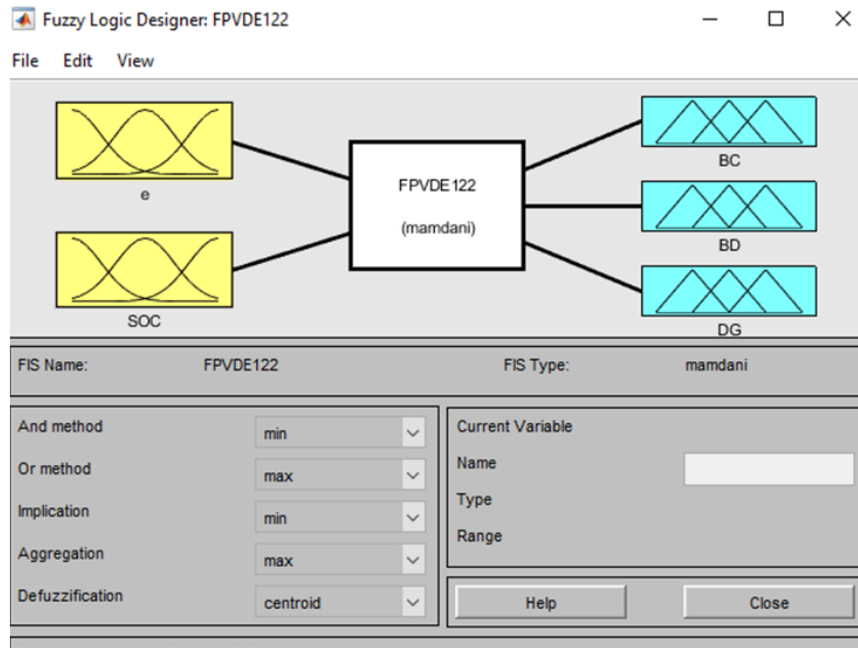 Fuzzy Logic Designer: FPVDE122
File Edit View
e
SOC
FPVDE122
(mamdani)
BC
BD
DG
FIS Name: FPVDE122 FIS Type: mamdani
And method min
Or method max
Implication min
Aggregation max
Defuzzification centroid
Current Variable
Name
Type
Range
Help Close